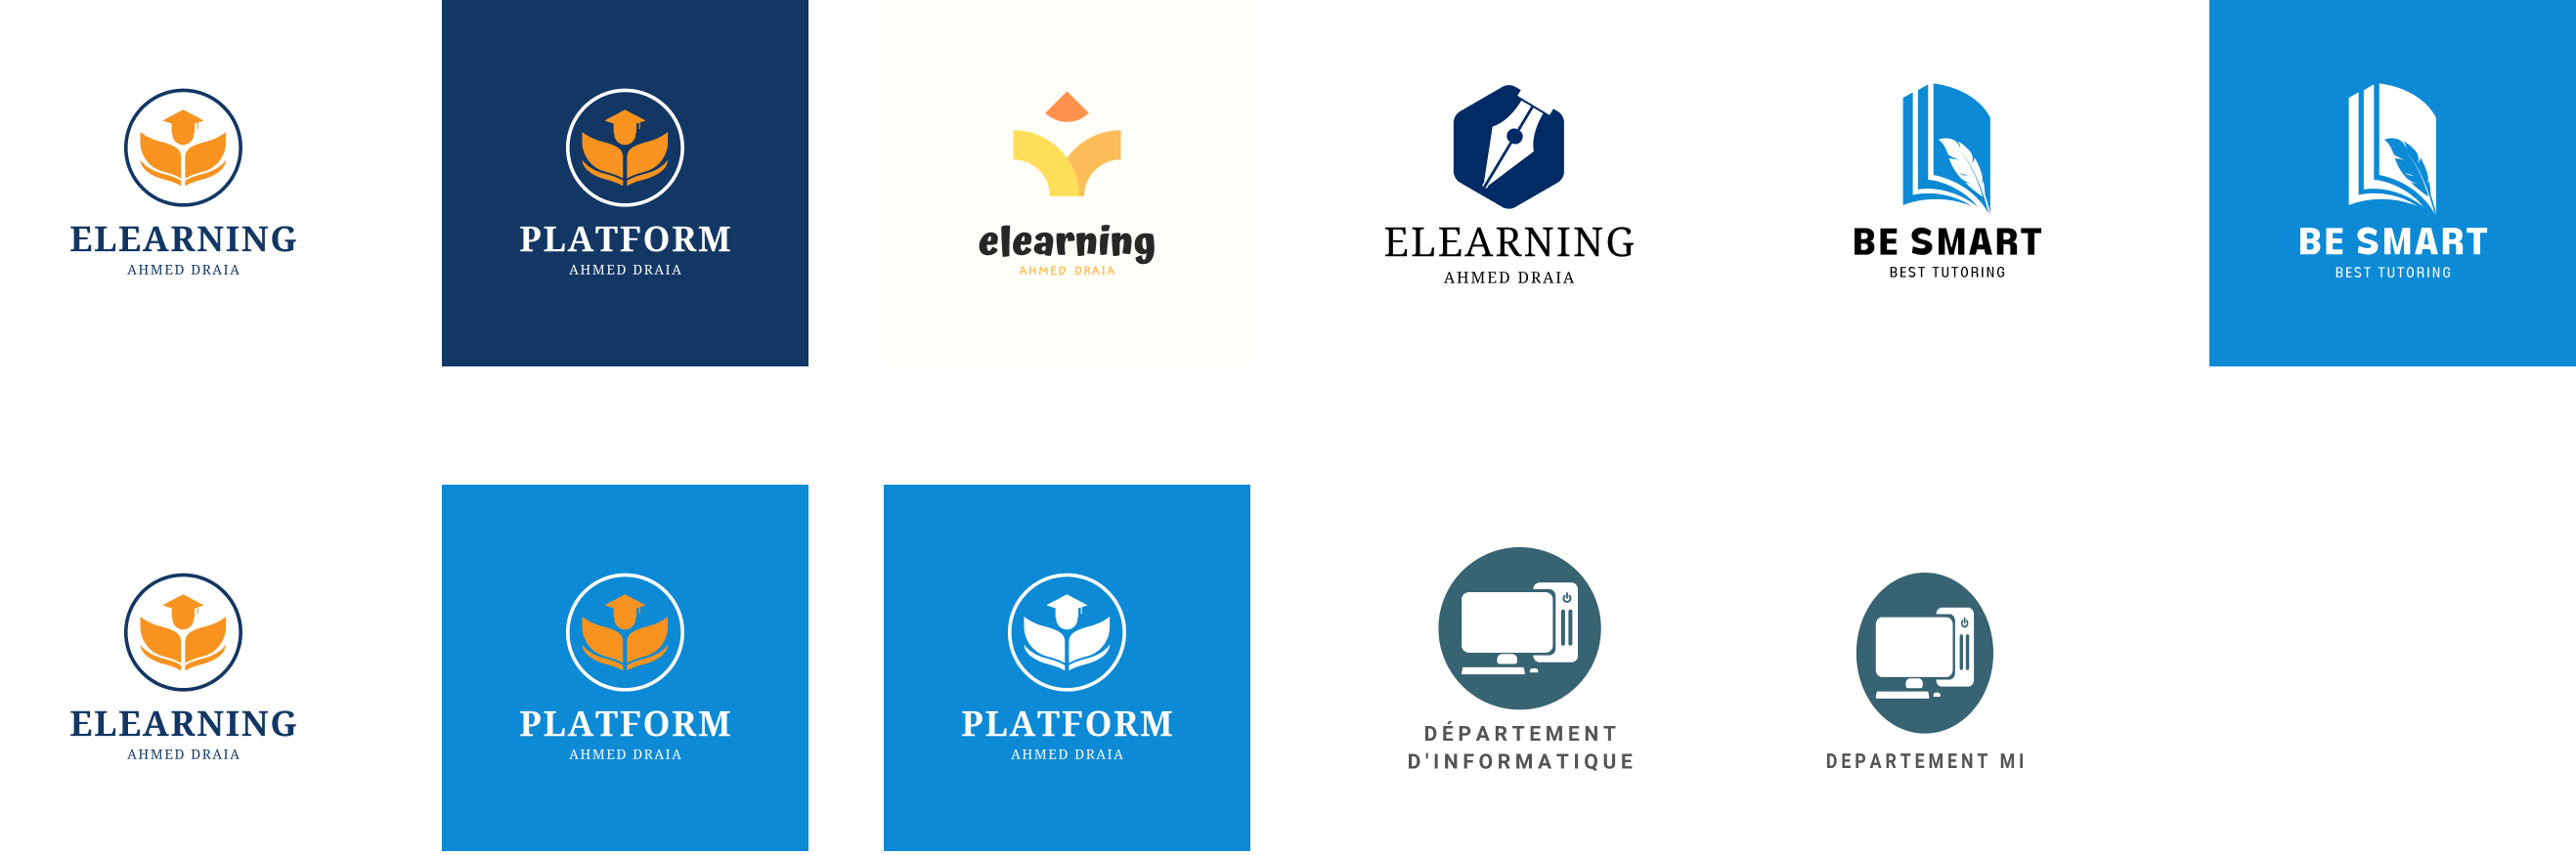 ELEARNING
AHMED DRAIA
PLATFORM
AHMED DRAIA
elearning
AHMED DRAIA
ELEARNING
AHMED DRAIA
BE SMART
BEST TUTORING
BE SMART
BEST TUTORING
ELEARNING
AHMED DRAIA
PLATFORM
AHMED DRAIA
PLATFORM
AHMED DRAIA
DÉPARTEMENT
D'INFORMATIQUE
DEPARTEMENT MI